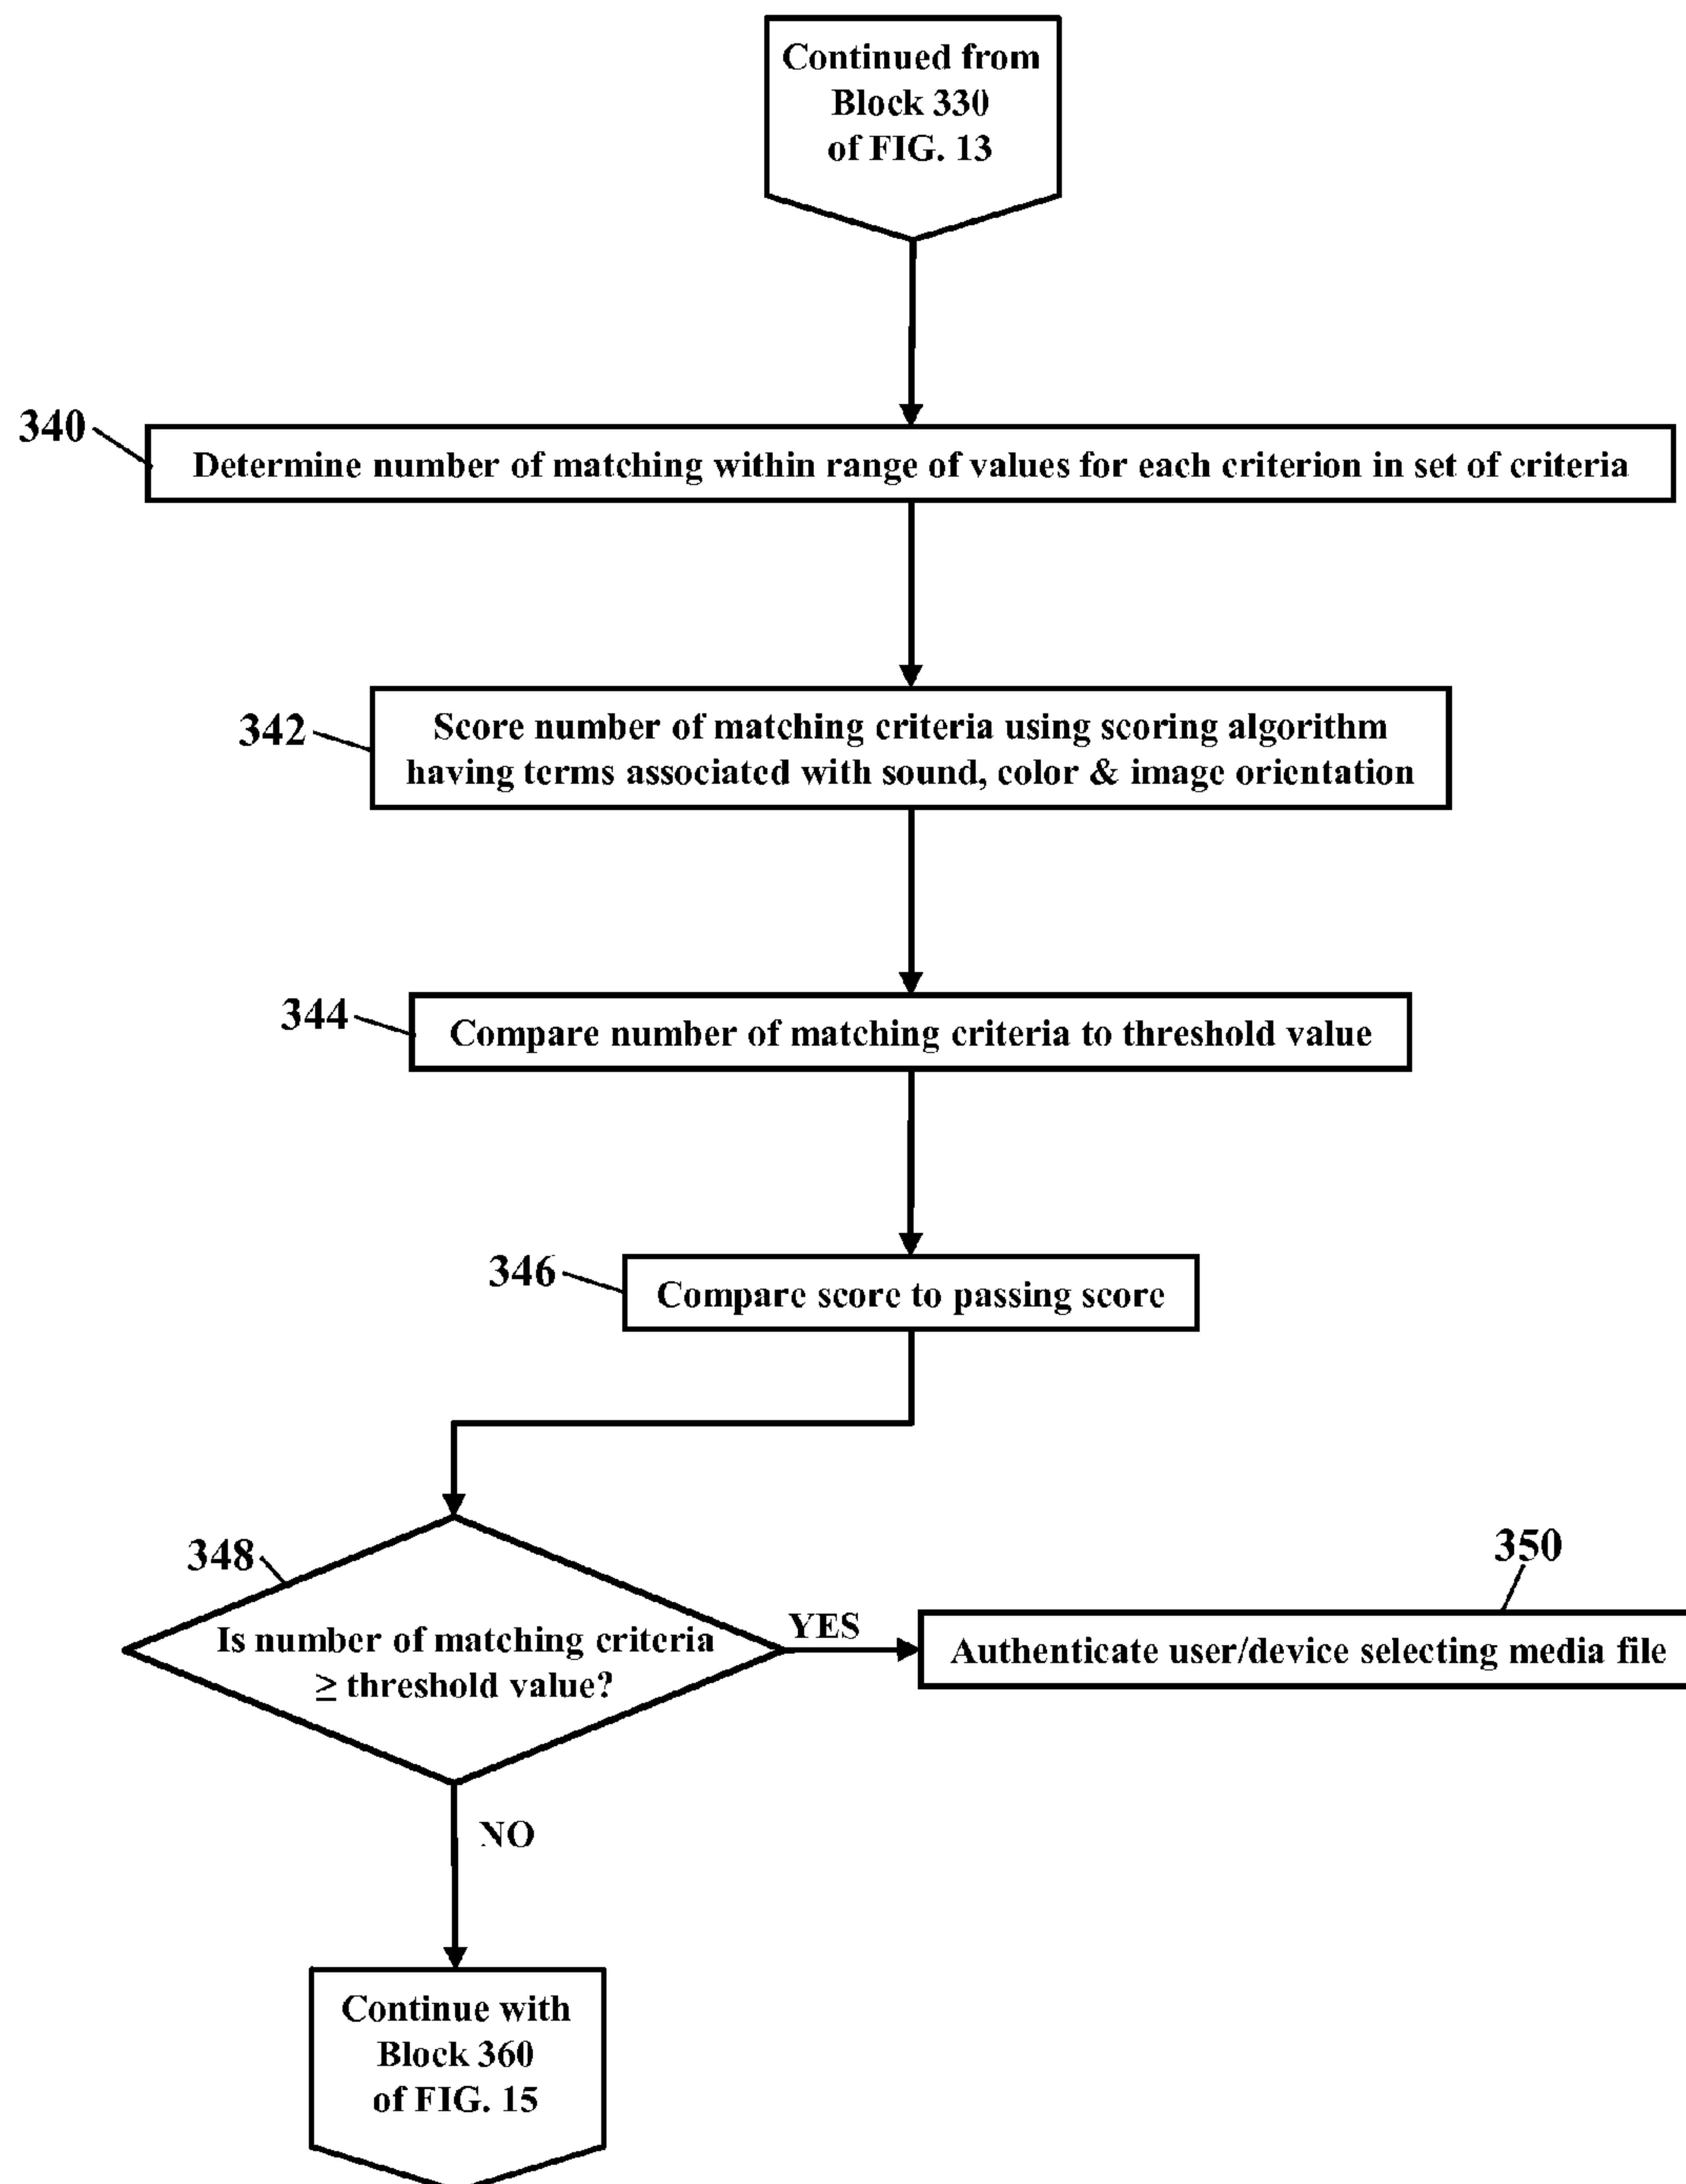 Continued from
Block 330
of FIG. 13
340
Determine number of matching within range of values for each criterion in set of criteria
342
Score number of matching criteria using scoring algorithm
having terms associated with sound, color & image orientation
344
Compare number of matching criteria to threshold value
346
Compare score to passing score
348
Is number of matching criteria
≥ threshold value?
YES
350
Authenticate user/device selecting media file
NO
Continue with
Block 360
of FIG. 15